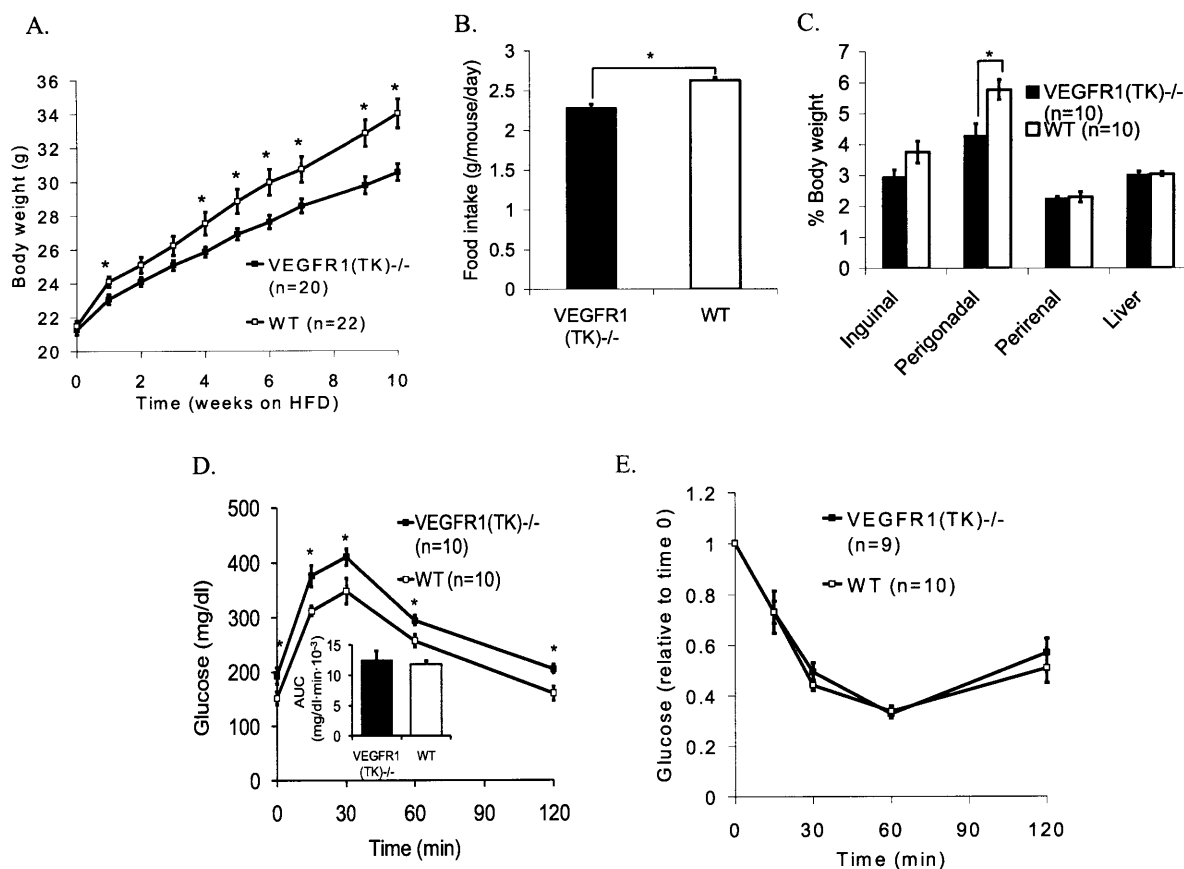 A.
36
34
32
30
28
26
24
22
20
Body weight (g)
* * * * * * *
VEGFR1(TK)-/-
(n=20)
WT (n=22)
0 2 4 6 8 10
Time (weeks on HFD)
B.
3
2.5
2
1.5
1
0.5
0
Food intake (g/mouse/day)
*
VEGFR1
(TK)-/-
WT
C.
7
6
5
4
3
2
1
0
% Body weight
*
VEGFR1(TK)-/-
(n=10)
WT (n=10)
Inguinal
Perigonadal
Perirenal
Liver
D.
500
400
300
200
100
0
Glucose (mg/dl)
* * * * *
VEGFR1(TK)-/-
(n=10)
WT (n=10)
15
10
5
0
AUC
(mg/dl·min·10⁻³)
VEGFR1
(TK)-/-
WT
0 30 60 90 120
Time (min)
E.
1.2
1
0.8
0.6
0.4
0.2
0
Glucose (relative to time 0)
VEGFR1(TK)-/-
(n=9)
WT (n=10)
0 30 60 90 120
Time (min)